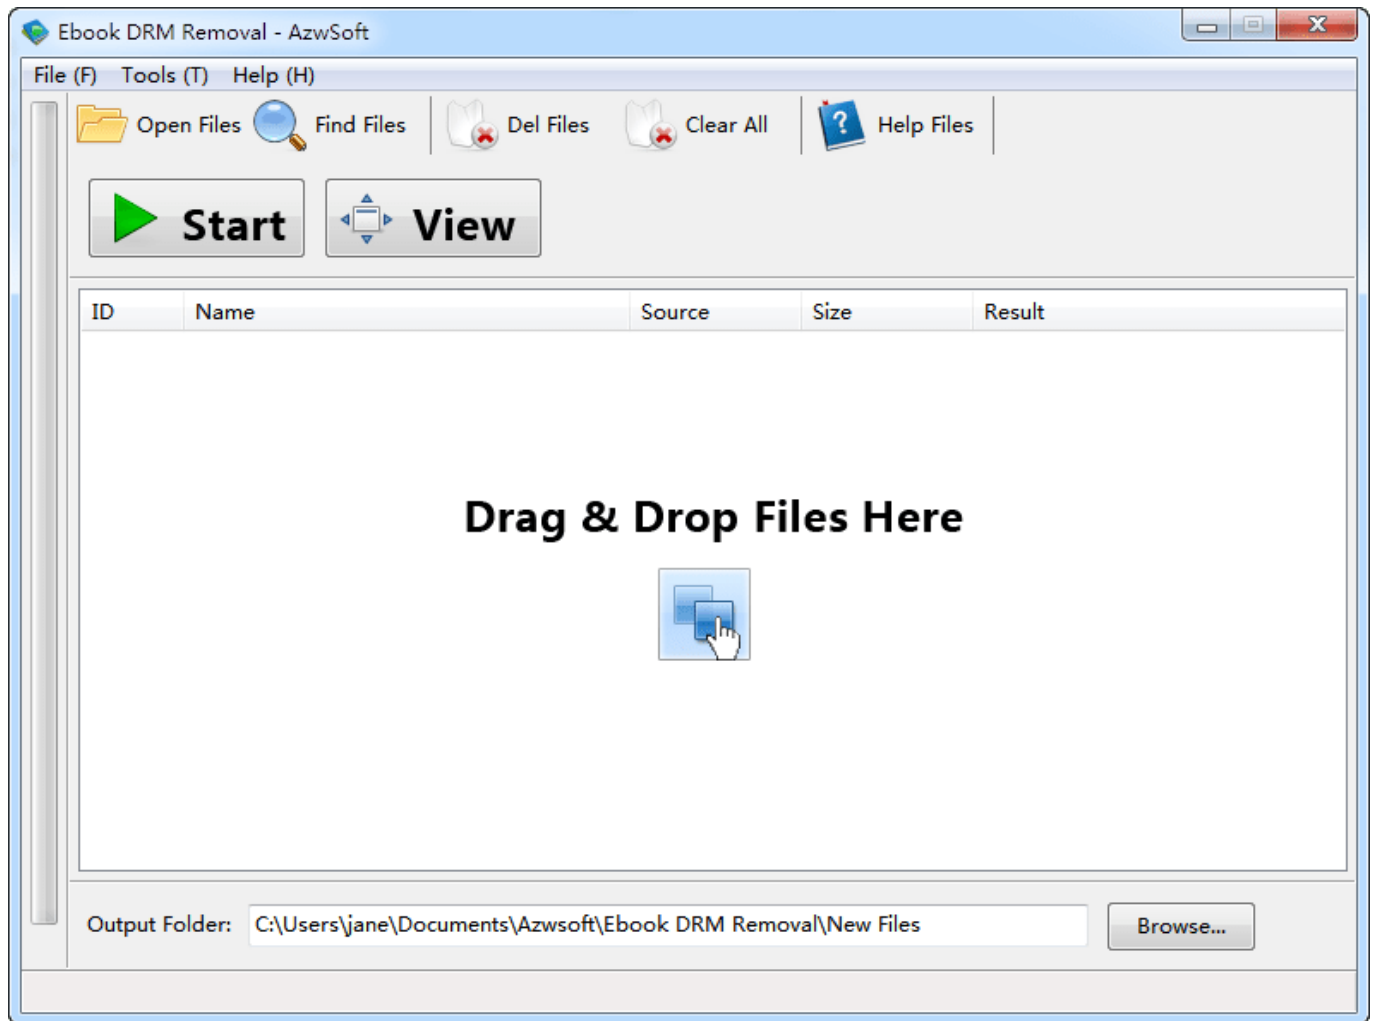 Ebook DRM Removal - AzwSoft
File (F) Tools (T) Help (H)
Open Files Find Files Del Files Clear All ? Help Files
Start View
ID Name Source Size Result
Drag & Drop Files Here
Output Folder: C:\Users\jane\Documents\Azwsoft\Ebook DRM Removal\New Files Browse...